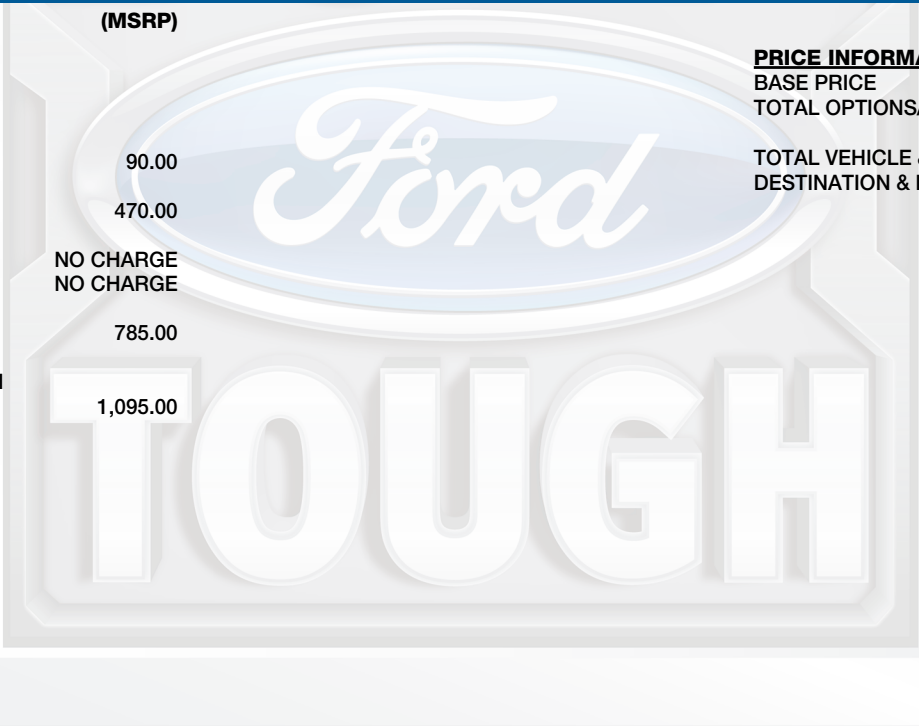 (MSRP)
90.00
470.00
NO CHARGE
NO CHARGE
785.00
1,095.00
PRICE INFORMA
BASE PRICE
TOTAL OPTIONS
TOTAL VEHICLE
DESTINATION &
Ford
TOUGH